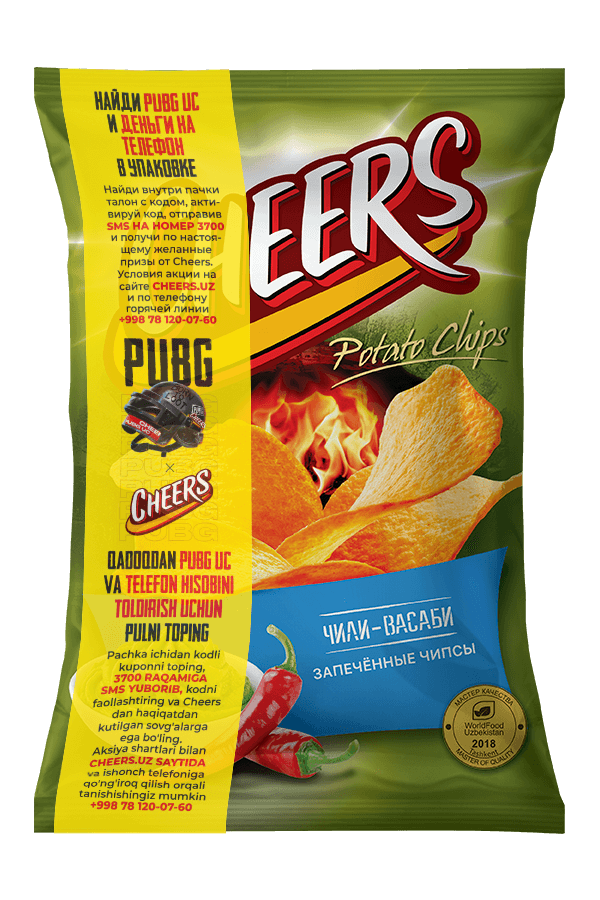 НАЙДИ PUBG UC
И ДЕНЬГИ НА
ТЕЛЕФОН
В УПАКОВКЕ
Найди внутри пачки
талон с кодом, акти-
вируй код, отправив
SMS НА НОМЕР 3700
и получи по настоя-
щему желанные
призы от Cheers.
Условия акции на
сайте CHEERS.UZ
и по телефону
горячей линии
+998 78 120-07-60
PUBG
×
CHEERS
QADOQDAN PUBG UC
VA TELEFON HISOBINI
TOLDIRISH UCHUN
PULNI TOPING
Pachka ichidan kodli
kuponni toping,
3700 RAQAMIGA
SMS YUBORIB, kodni
faollashtiring va Cheers
dan haqiqatdan
kutilgan sovg'alarga
ega bo'ling.
Aksiya shartlari bilan
CHEERS.UZ SAYTIDA
va ishonch telefoniga
qo'ng'iroq qilish orqali
tanishishingiz mumkin
+998 78 120-07-60
CHEERS
Potato Chips
ЧИЛИ-ВАСАБИ
ЗАПЕЧЁННЫЕ ЧИПСЫ
МАСТЕР КАЧЕСТВА
WorldFood
Uzbekistan
2018
Tashkent
MASTER OF QUALITY